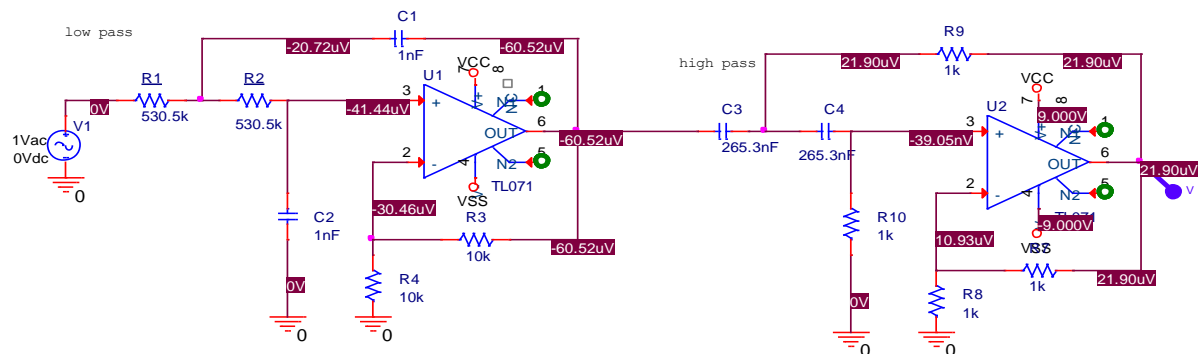 low pass
C1
1nF
-20.72uV
-60.52uV
R1
530.5k
R2
530.5k
0V
V1
1Vac
0Vdc
0
-41.44uV
U1
VCC
7
8
1
3
+
V+
N1
OUT
6
-60.52uV
2
-
4
N2
5
TL071
VSS
-30.46uV
R3
10k
-60.52uV
C2
1nF
0V
0
R4
10k
0
high pass
R9
1k
21.90uV
21.90uV
C3
265.3nF
C4
265.3nF
-39.05nV
U2
VCC
7
8
9.000V
1
3
+
V+
N1
OUT
6
21.90uV
V
2
-
4
N2
5
TL071
-9.000V
VSS
R7
1k
21.90uV
10.93uV
R10
1k
0V
0
R8
1k
0